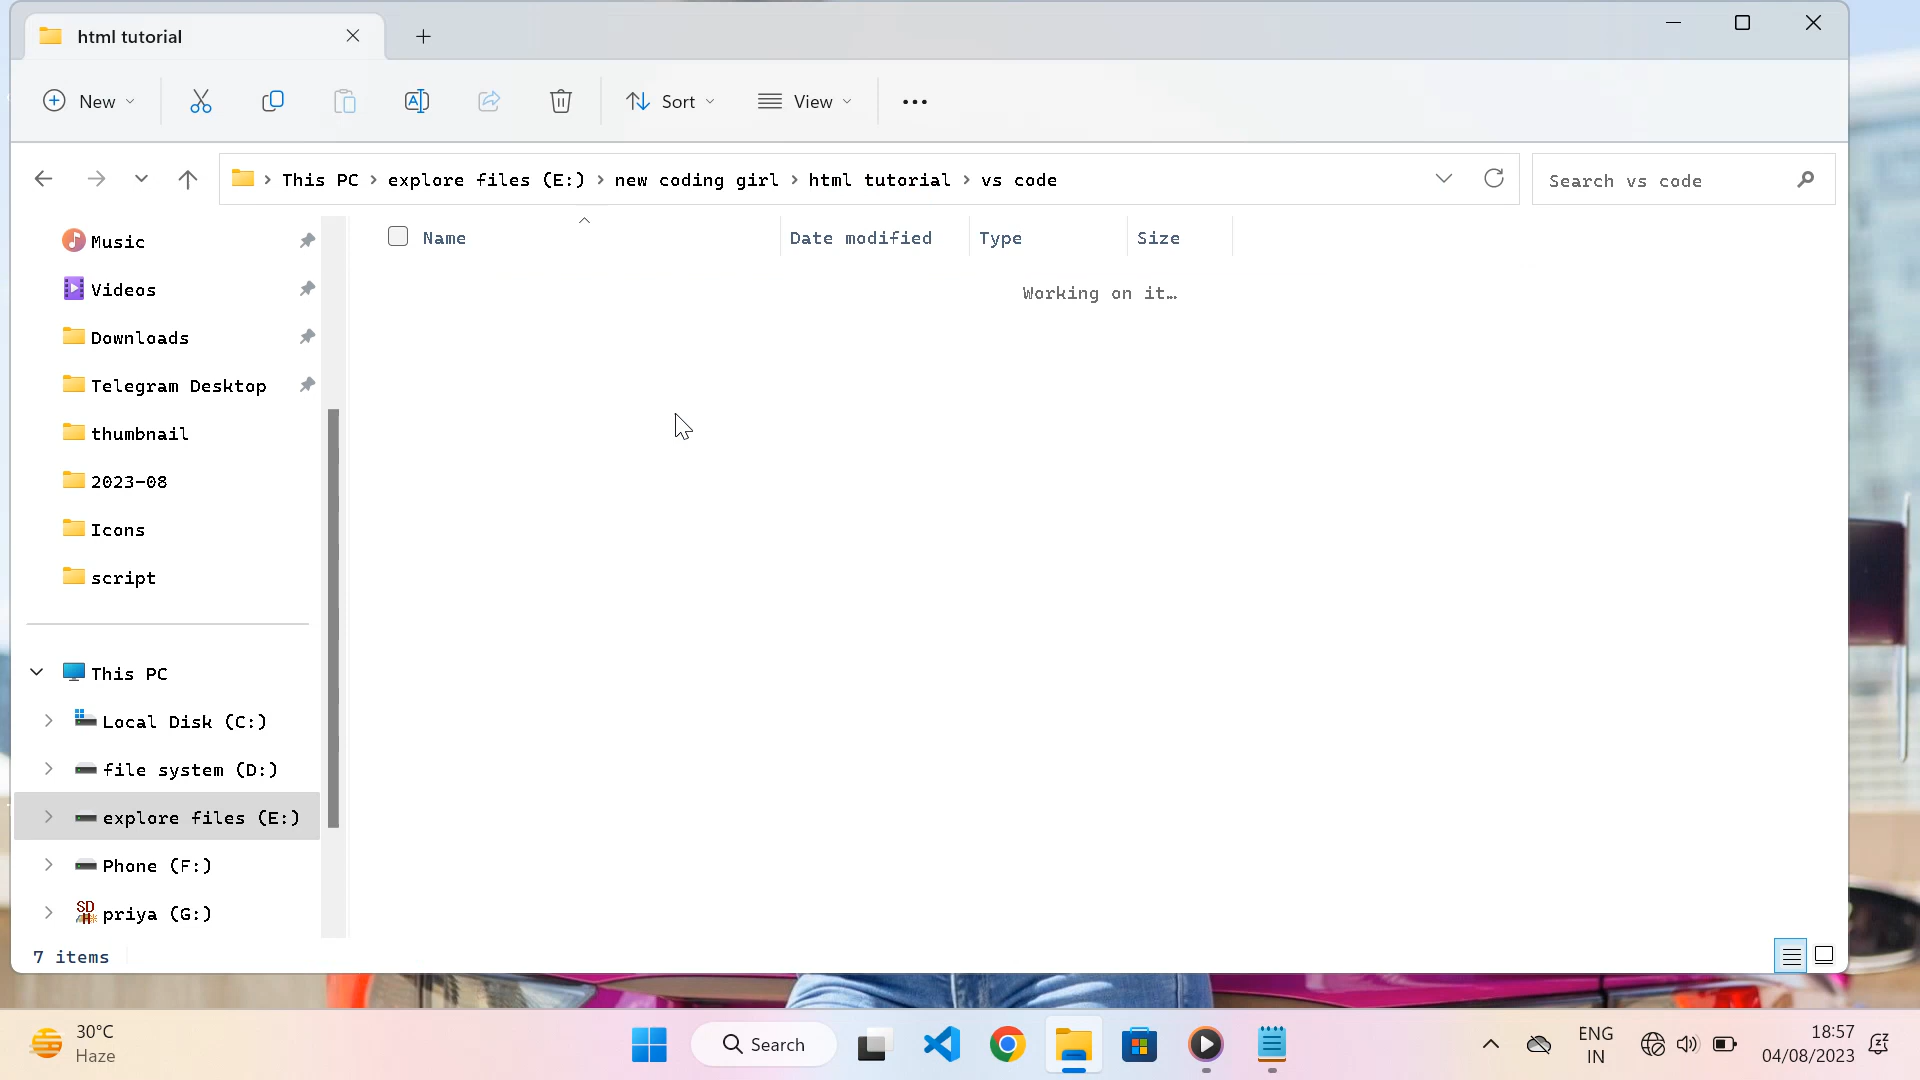 html tutorial
New
Sort
View
This PC > explore files (E:) > new coding girl > html tutorial > vs code
Search vs code
Name
Date modified
Type
Size
Working on it...
Music
Videos
Downloads
Telegram Desktop
thumbnail
2023-08
Icons
script
This PC
Local Disk (C:)
file system (D:)
explore files (E:)
Phone (F:)
SD
H
priya (G:)
7 items
30°C
Haze
Search
ENG
IN
18:57
04/08/2023